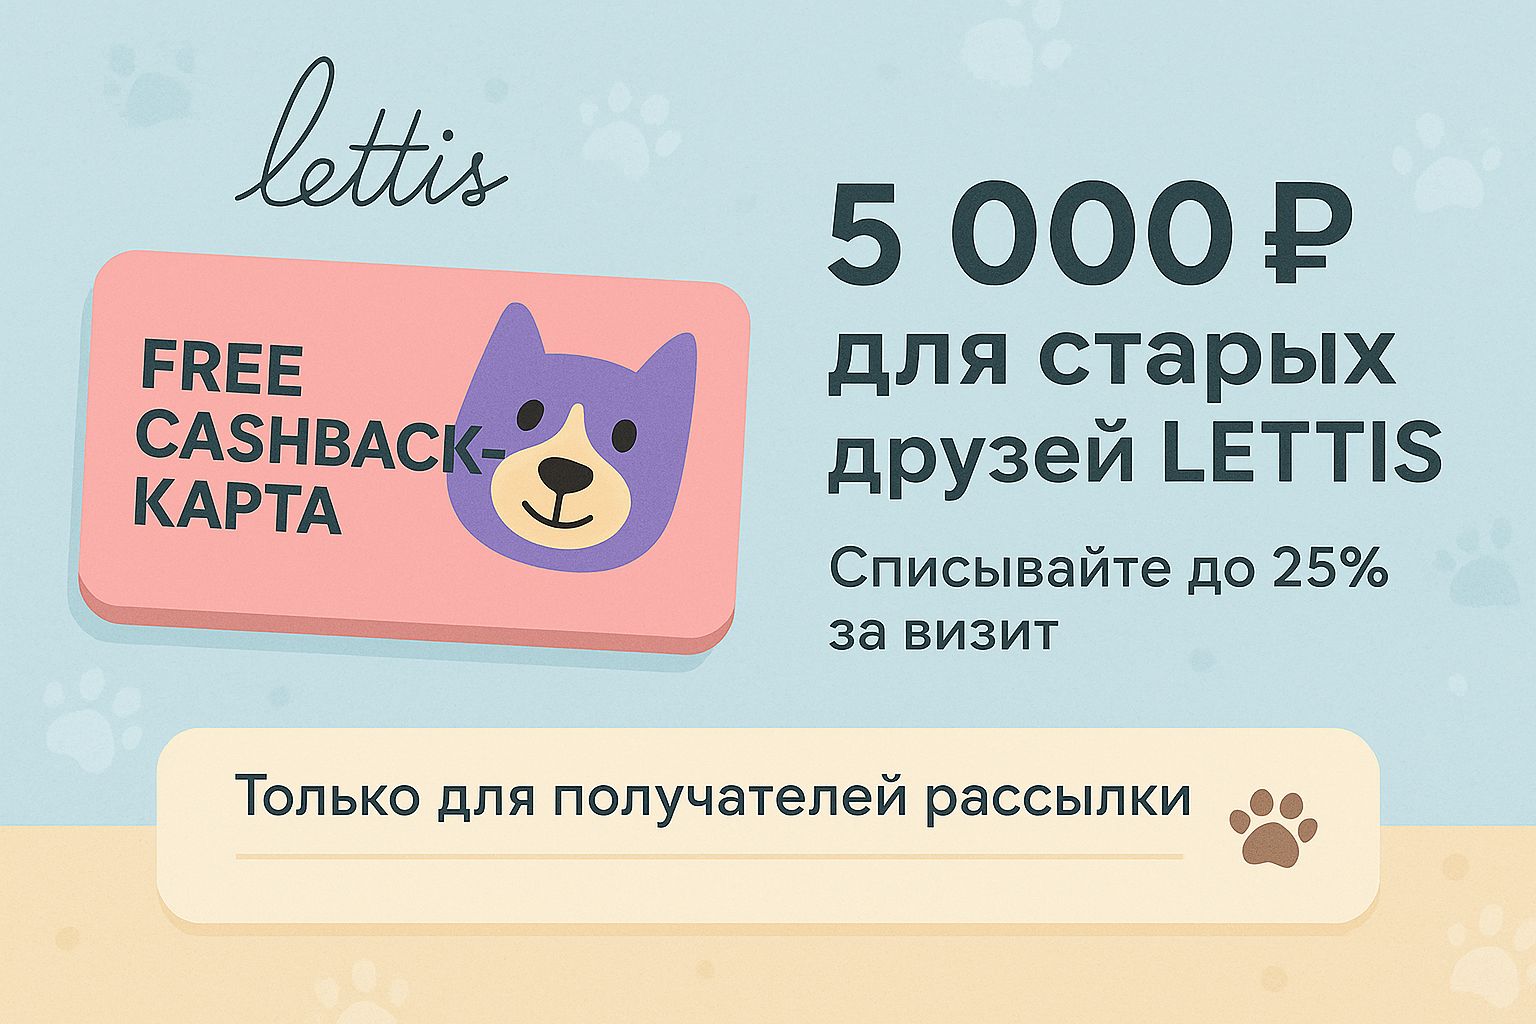 lettis
FREE
CASHBACK-
КАРТА
5 000 ₽
для старых
друзей LETTIS
Списывайте до 25%
за визит
Только для получателей рассылки